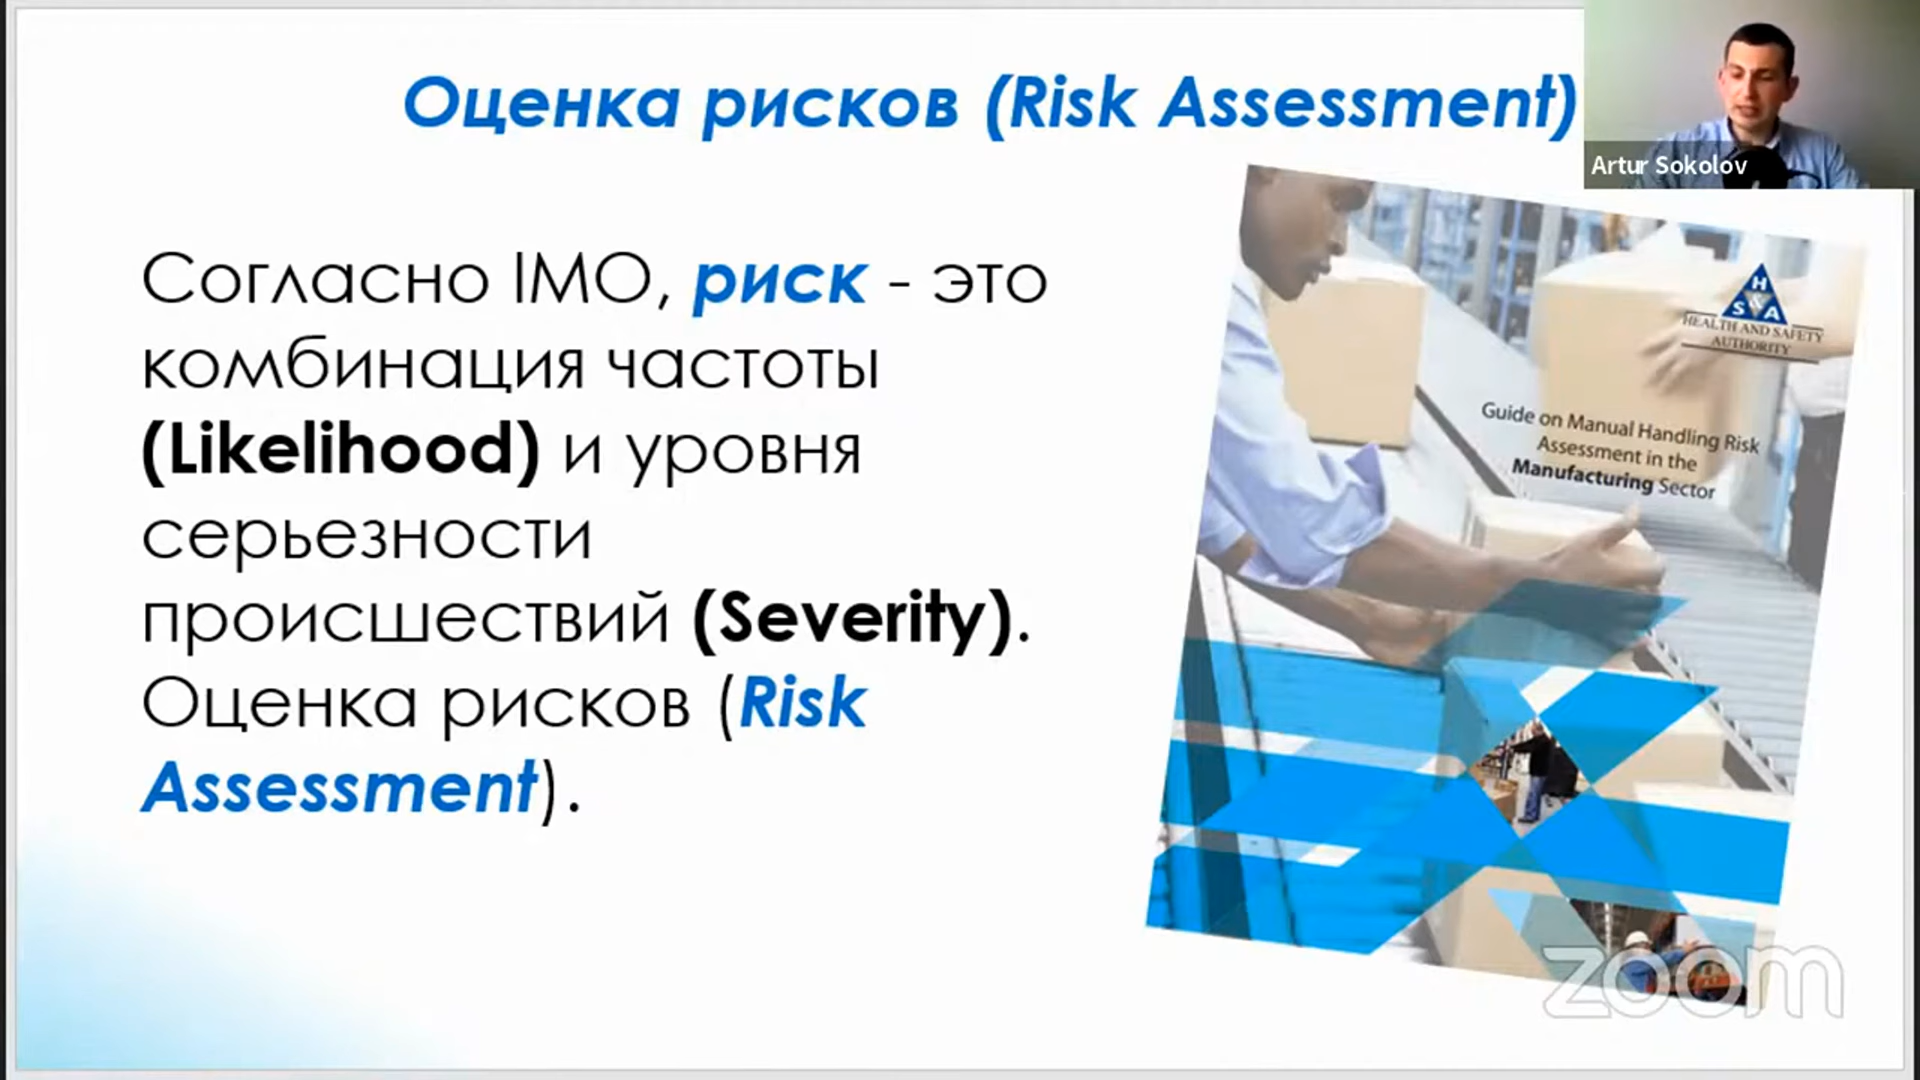 Оценка рисков (Risk Assessment)
Artur Sokolov
Согласно IMO, риск - это
комбинация частоты
(Likelihood) и уровня
серьезности
происшествий (Severity).
Оценка рисков (Risk
Assessment).
H
S & A
HEALTH AND SAFETY
AUTHORITY
Guide on Manual Handling Risk
Assessment in the
Manufacturing Sector
zoom